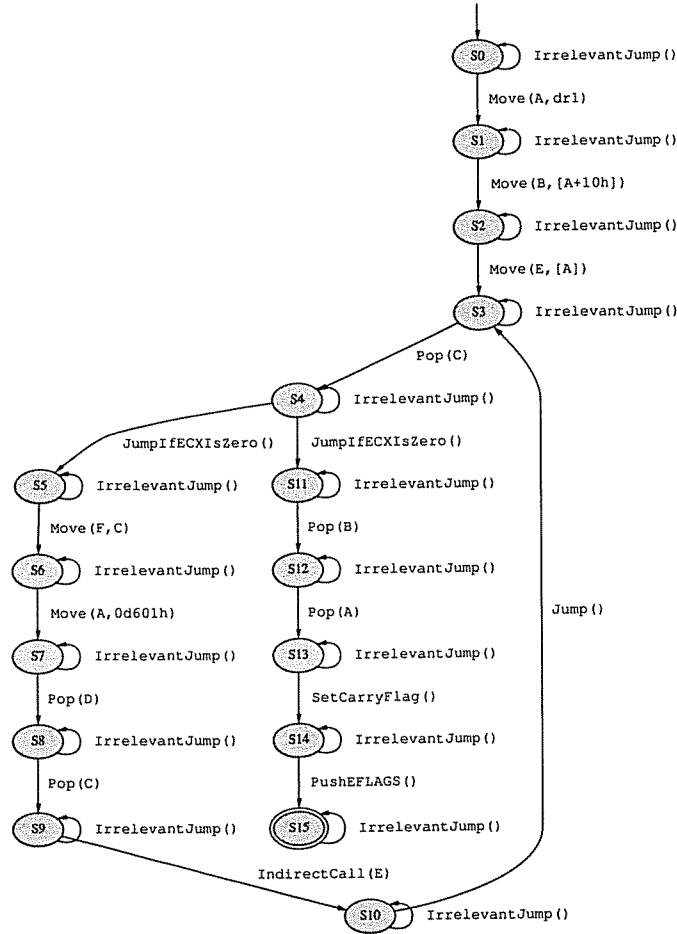 S0 IrrelevantJump()
Move(A,dr1)
S1 IrrelevantJump()
Move(B,[A+10h])
S2 IrrelevantJump()
Move(E,[A])
S3 IrrelevantJump()
Pop(C)
S4 IrrelevantJump()
JumpIfECXIsZero() JumpIfECXIsZero()
S5 IrrelevantJump() S11 IrrelevantJump()
Move(F,C) Pop(B)
S6 IrrelevantJump() S12 IrrelevantJump()
Move(A,0d601h) Pop(A) Jump()
S7 IrrelevantJump() S13 IrrelevantJump()
Pop(D) SetCarryFlag()
S8 IrrelevantJump() S14 IrrelevantJump()
Pop(C) PushEFLAGS()
S9 IrrelevantJump() S15 IrrelevantJump()
IndirectCall(E)
S10 IrrelevantJump()